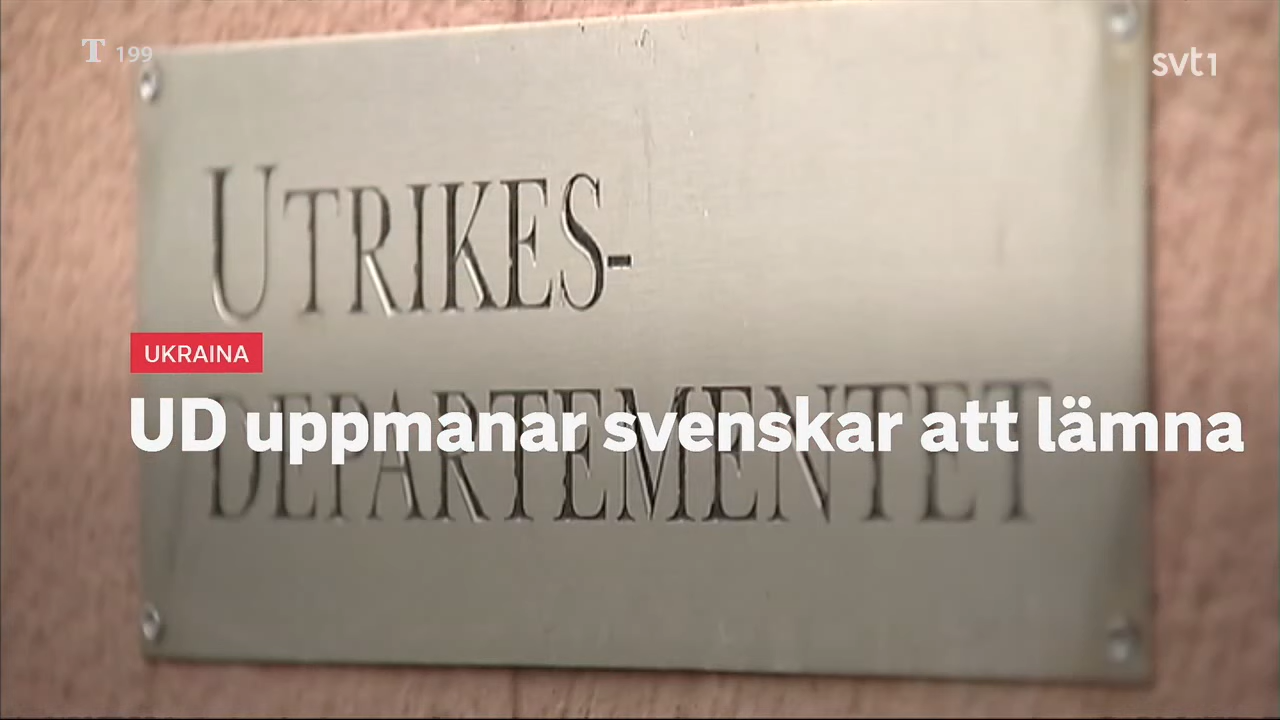 T 199
svt1
UTRIKES-
UKRAINA
UD uppmanar svenskar att lämna
DEPARTEMENTET